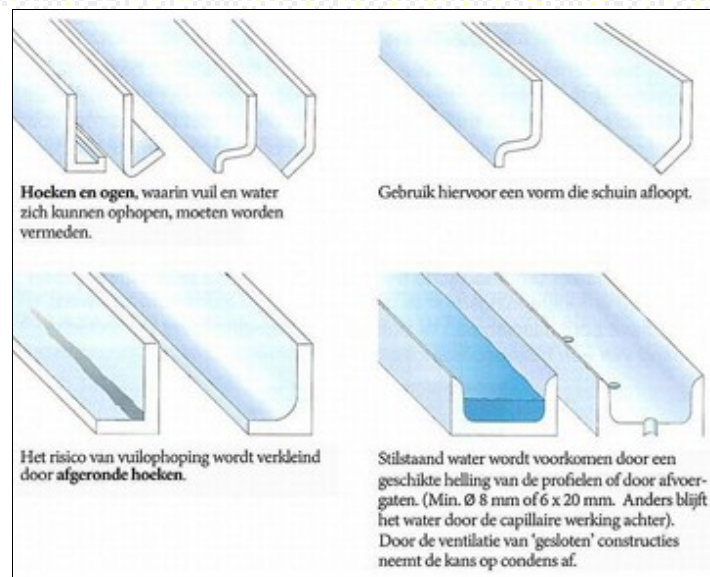 Hoeken en ogen, waarin vuil en water
zich kunnen ophopen, moeten worden
vermeden.
Gebruik hiervoor een vorm die schuin afloopt.
Het risico van vuilophoping wordt verkleind
door afgeronde hoeken.
Stilstaand water wordt voorkomen door een
geschikte helling van de profielen of door afvoer-
gaten. (Min. Ø 8 mm of 6 x 20 mm. Anders blijft
het water door de capillaire werking achter).
Door de ventilatie van ‘gesloten’ constructies
neemt de kans op condens af.